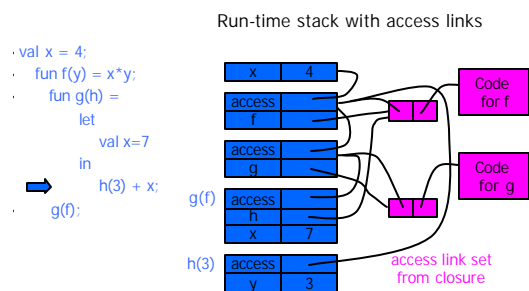 Run-time stack with access links
val x = 4;
fun f(y) = x*y;
fun g(h) =
let
val x=7
in
h(3) + x;
g(f);
x 4
access
f
access
g
g(f)
access
h
x 7
h(3)
access
y 3
Code
for f
Code
for g
access link set
from closure